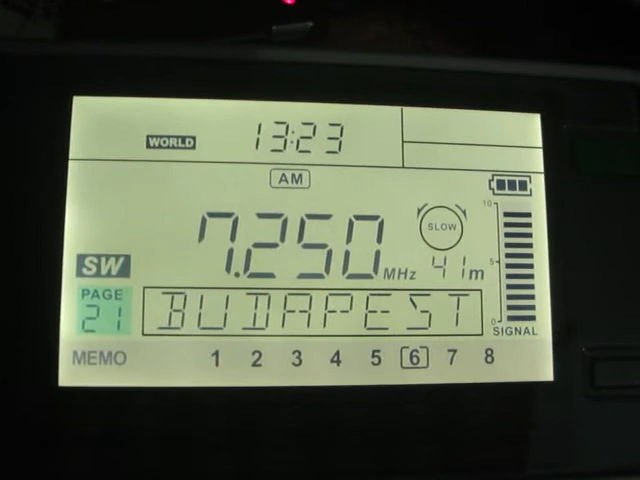 WORLD 13:23
AM
10
7.250 MHz SLOW
SW 41m 5
PAGE
21 BUDAPEST 0
SIGNAL
MEMO 1 2 3 4 5 6 7 8